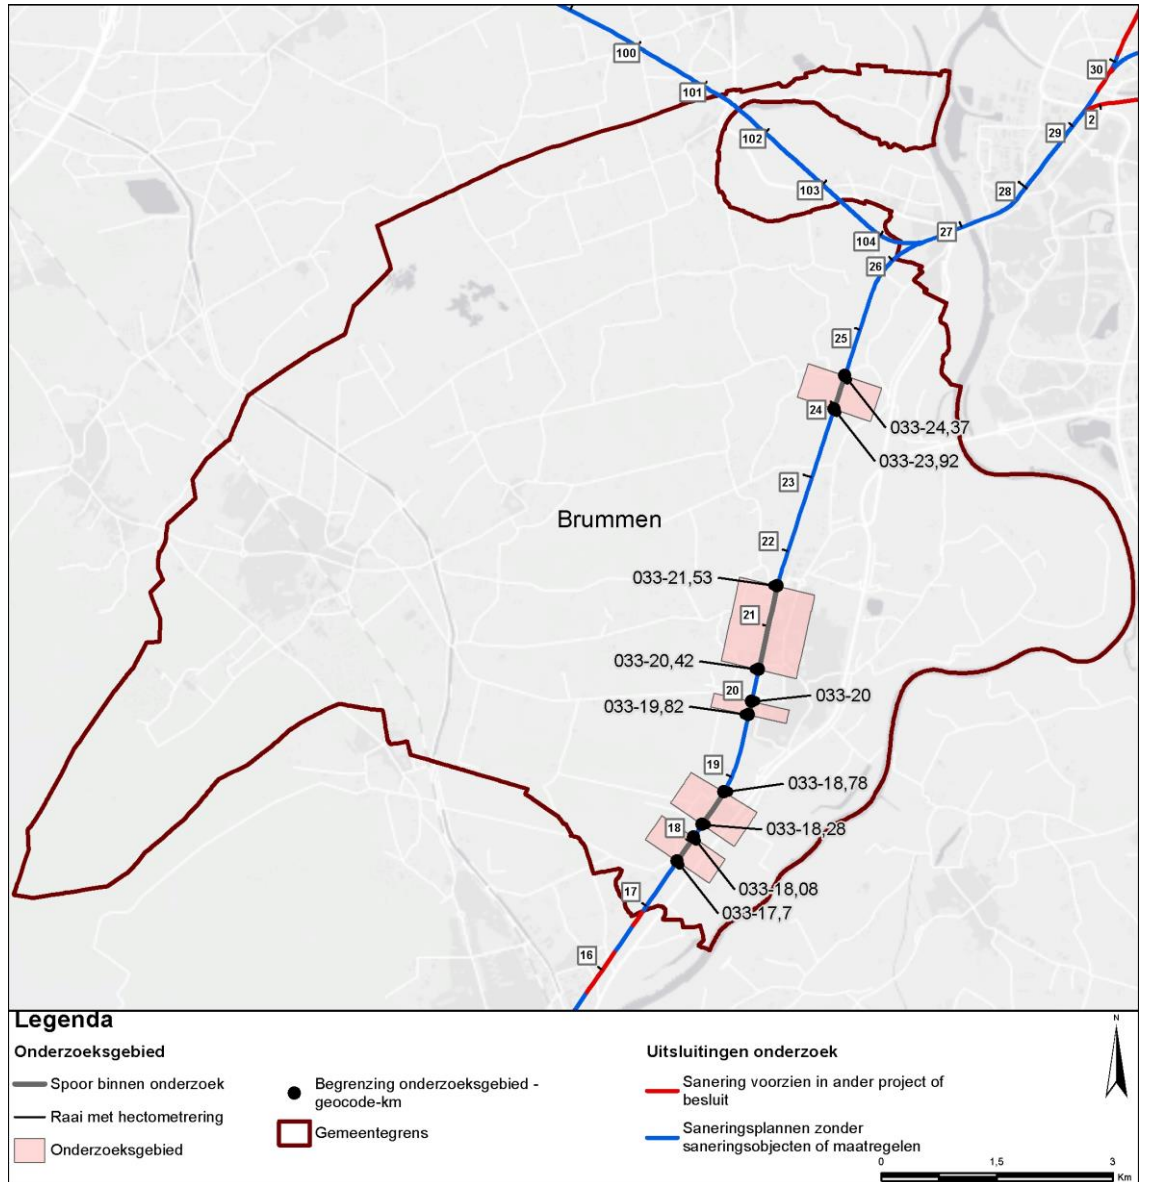 100
101
30
2
29
102
28
103
27
104
26
25
24
033-24,37
033-23,92
23
Brummen
22
033-21,53
21
033-20,42
20
033-20
033-19,82
19
033-18,78
18
033-18,28
033-18,08
17
033-17,7
16
Legenda
Onderzoeksgebied
Spoor binnen onderzoek
Raai met hectometrering
Onderzoeksgebied
Begrenzing onderzoeksgebied -
geocode-km
Gemeentegrens
Uitsluitingen onderzoek
Sanering voorzien in ander project of
besluit
Saneringsplannen zonder
saneringsobjecten of maatregelen
N
0 1,5 3
Km